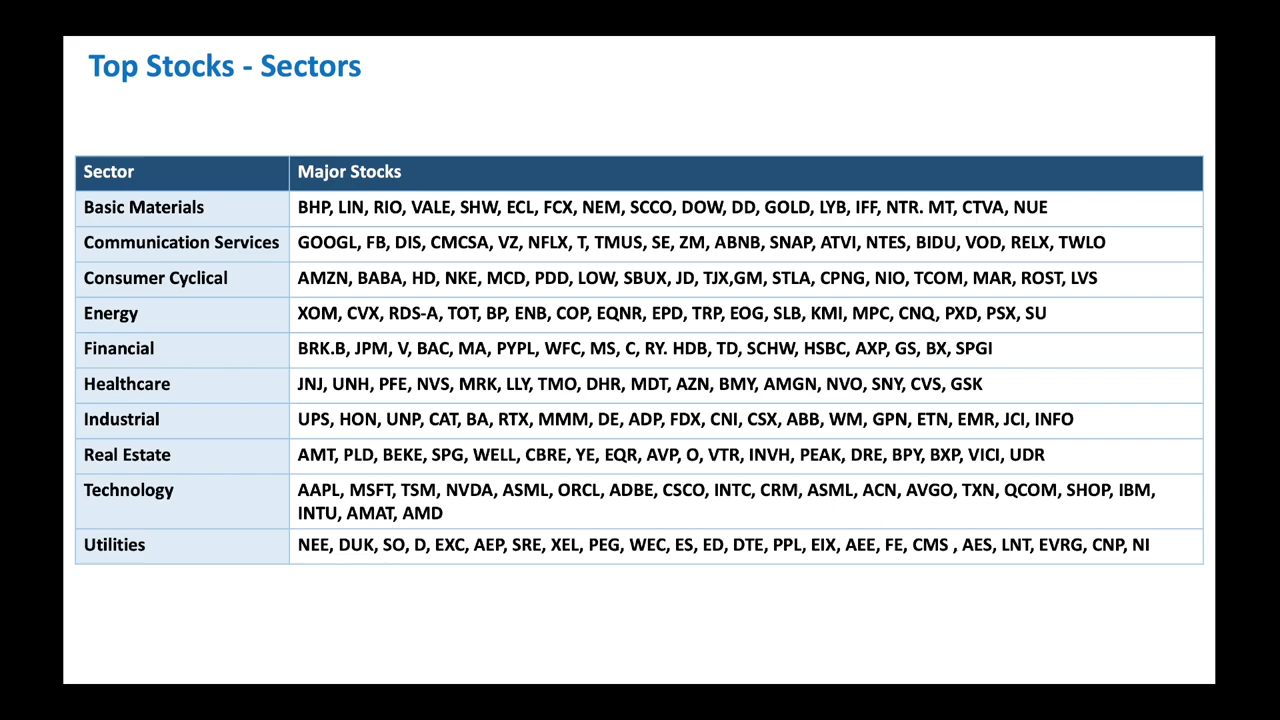 Top Stocks - Sectors
Sector Major Stocks
Basic Materials BHP, LIN, RIO, VALE, SHW, ECL, FCX, NEM, SCCO, DOW, DD, GOLD, LYB, IFF, NTR. MT, CTVA, NUE
Communication Services GOOGL, FB, DIS, CMCSA, VZ, NFLX, T, TMUS, SE, ZM, ABNB, SNAP, ATVI, NTES, BIDU, VOD, RELX, TWLO
Consumer Cyclical AMZN, BABA, HD, NKE, MCD, PDD, LOW, SBUX, JD, TJX,GM, STLA, CPNG, NIO, TCOM, MAR, ROST, LVS
Energy XOM, CVX, RDS-A, TOT, BP, ENB, COP, EQNR, EPD, TRP, EOG, SLB, KMI, MPC, CNQ, PXD, PSX, SU
Financial BRK.B, JPM, V, BAC, MA, PYPL, WFC, MS, C, RY. HDB, TD, SCHW, HSBC, AXP, GS, BX, SPGI
Healthcare JNJ, UNH, PFE, NVS, MRK, LLY, TMO, DHR, MDT, AZN, BMY, AMGN, NVO, SNY, CVS, GSK
Industrial UPS, HON, UNP, CAT, BA, RTX, MMM, DE, ADP, FDX, CNI, CSX, ABB, WM, GPN, ETN, EMR, JCI, INFO
Real Estate AMT, PLD, BEKE, SPG, WELL, CBRE, YE, EQR, AVP, O, VTR, INVH, PEAK, DRE, BPY, BXP, VICI, UDR
Technology AAPL, MSFT, TSM, NVDA, ASML, ORCL, ADBE, CSCO, INTC, CRM, ASML, ACN, AVGO, TXN, QCOM, SHOP, IBM,
INTU, AMAT, AMD
Utilities NEE, DUK, SO, D, EXC, AEP, SRE, XEL, PEG, WEC, ES, ED, DTE, PPL, EIX, AEE, FE, CMS , AES, LNT, EVRG, CNP, NI